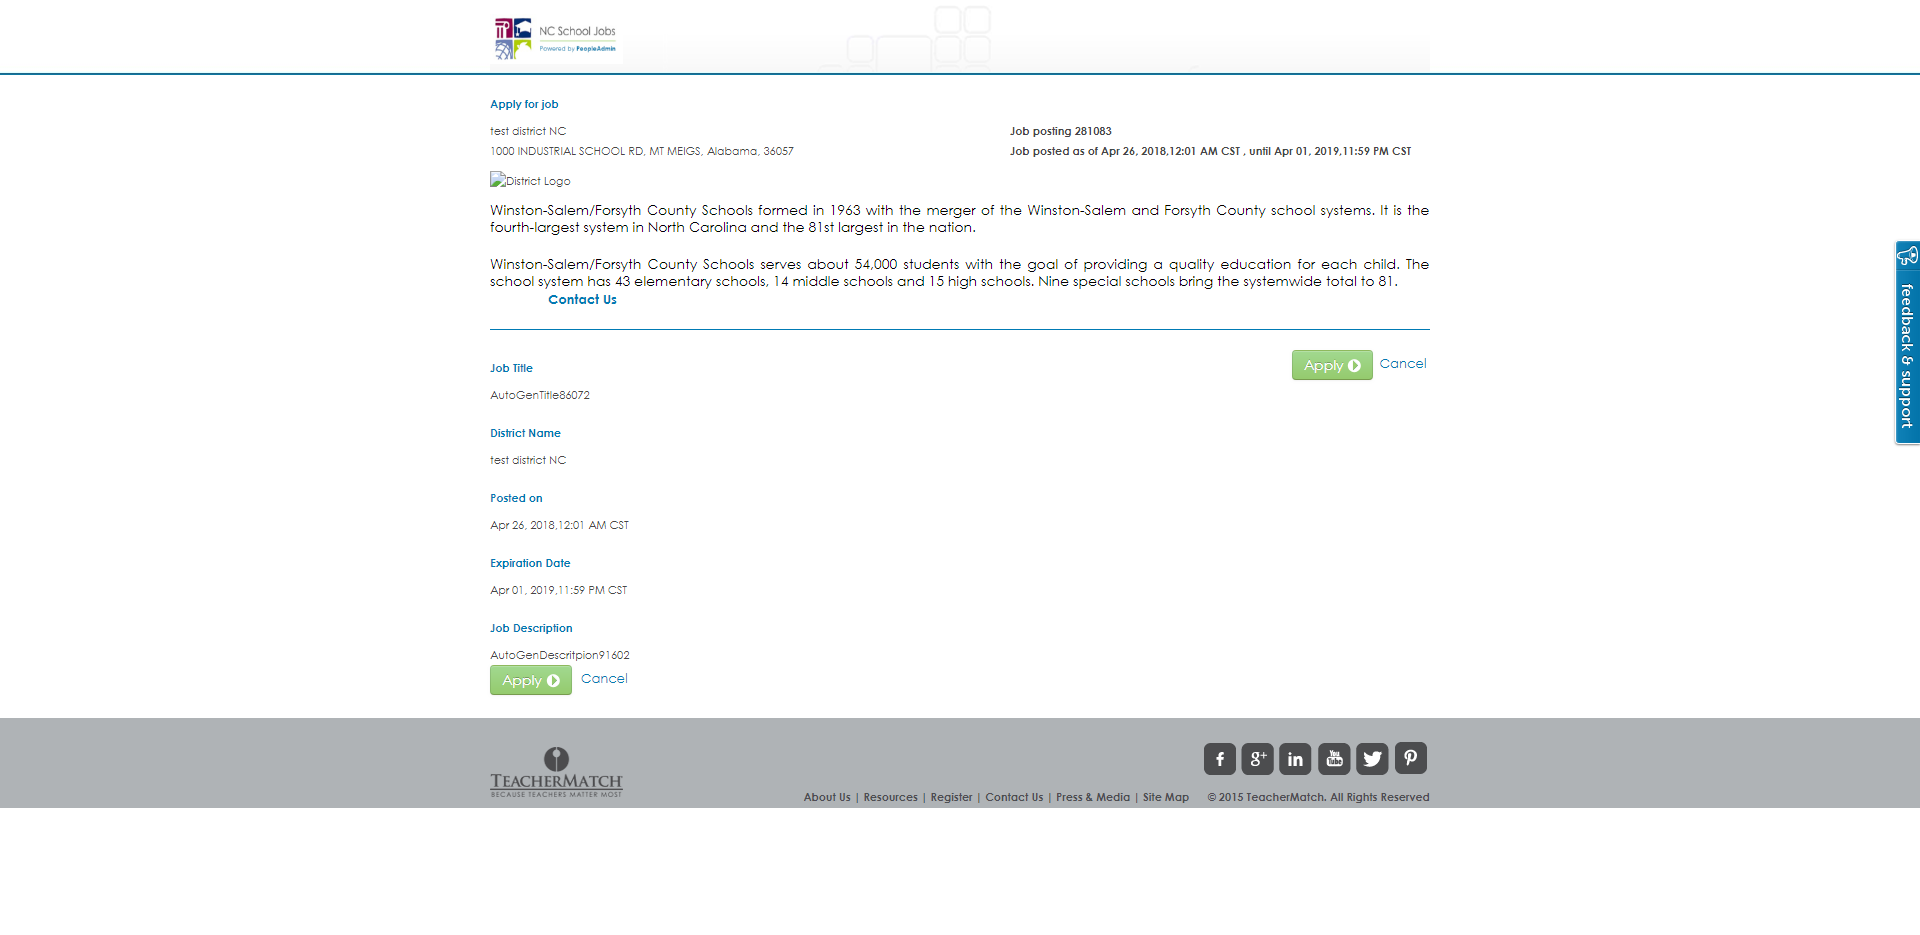 NC School Jobs
Powered by PeopleAdmin
Apply for job
test district NC
Job posting 281083
1000 INDUSTRIAL SCHOOL RD, MT MEIGS, Alabama, 36057
Job posted as of Apr 26, 2018,12:01 AM CST , until Apr 01, 2019,11:59 PM CST
District Logo
Winston-Salem/Forsyth County Schools formed in 1963 with the merger of the Winston-Salem and Forsyth County school systems. It is the
fourth-largest system in North Carolina and the 81st largest in the nation.
Winston-Salem/Forsyth County Schools serves about 54,000 students with the goal of providing a quality education for each child. The
school system has 43 elementary schools, 14 middle schools and 15 high schools. Nine special schools bring the systemwide total to 81.
Contact Us
feedback & support
Apply Cancel
Job Title
AutoGenTitle86072
District Name
test district NC
Posted on
Apr 26, 2018,12:01 AM CST
Expiration Date
Apr 01, 2019,11:59 PM CST
Job Description
AutoGenDescritpion91602
Apply Cancel
TEACHERMATCH
BECAUSE TEACHERS MATTER MOST
f g+ in You Tube
About Us | Resources | Register | Contact Us | Press & Media | Site Map © 2015 TeacherMatch. All Rights Reserved